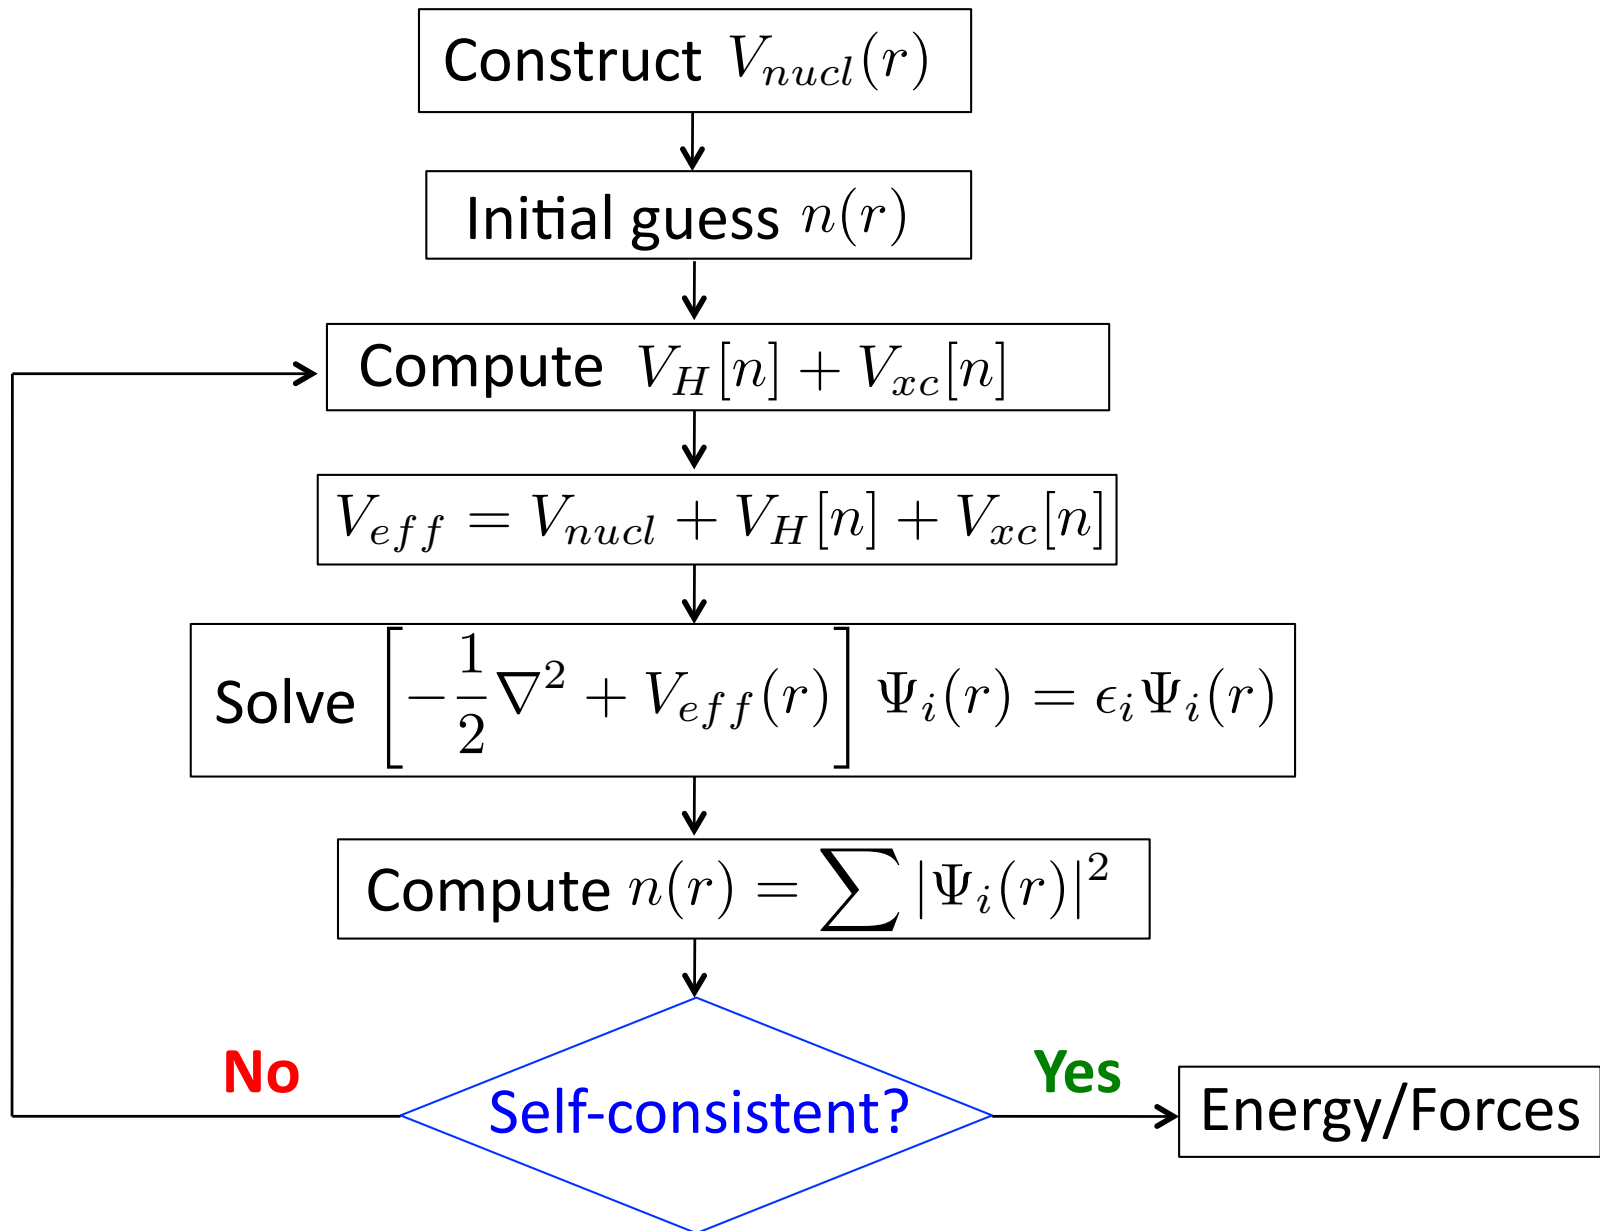 Construct $V_{nucl}(r)$
Initial guess $n(r)$
Compute $V_H[n] + V_{xc}[n]$
$V_{eff} = V_{nucl} + V_H[n] + V_{xc}[n]$
Solve $\left[-\frac{1}{2}\nabla^2 + V_{eff}(r)\right] \Psi_i(r) = \epsilon_i \Psi_i(r)$
Compute $n(r) = \sum |\Psi_i(r)|^2$
No
Self-consistent?
Yes
Energy/Forces